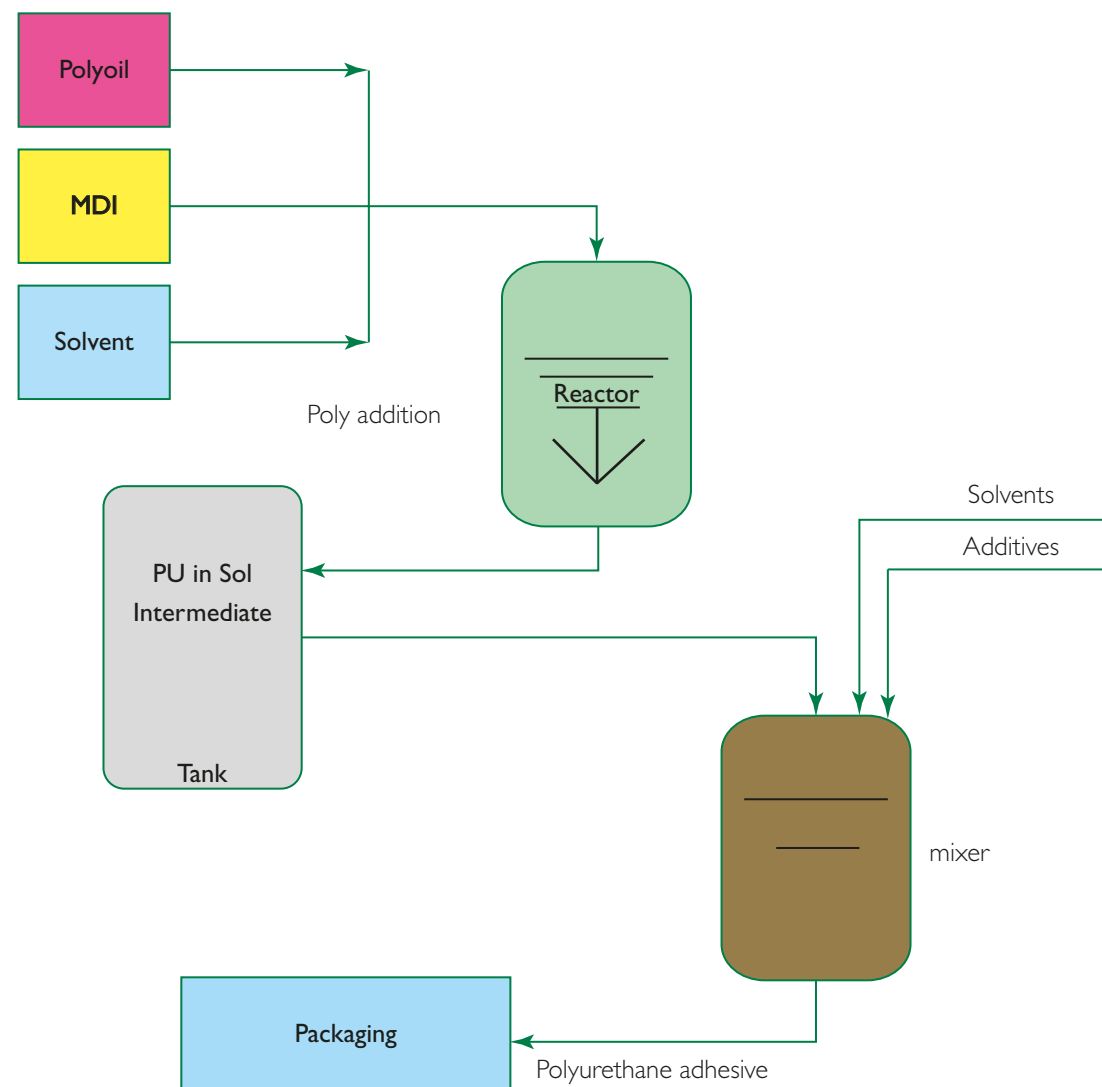 Polyoil
MDI
Solvent
Poly addition
Reactor
Solvents
Additives
PU in Sol
Intermediate
Tank
mixer
Packaging
Polyurethane adhesive